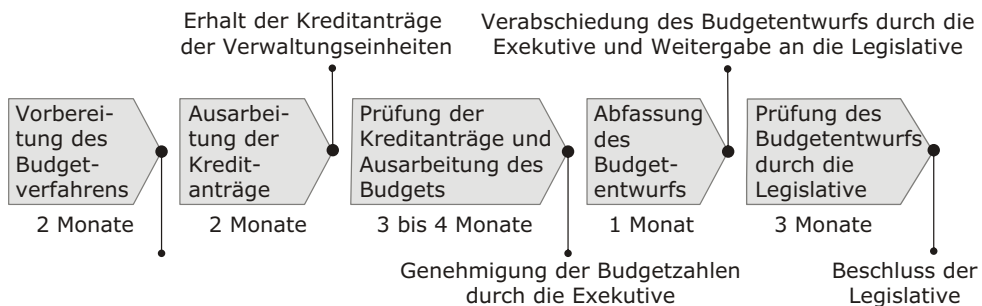 Erhalt der Kreditanträge
der Verwaltungseinheiten
Verabschiedung des Budgetentwurfs durch die
Exekutive und Weitergabe an die Legislative
Vorberei-
tung des
Budget-
verfahrens
Ausarbei-
tung der
Kredit-
anträge
Prüfung der
Kreditanträge und
Ausarbeitung des
Budgets
Abfassung
des
Budget-
entwurfs
Prüfung des
Budgetentwurfs
durch die
Legislative
2 Monate
2 Monate
3 bis 4 Monate
1 Monat
3 Monate
Genehmigung der Budgetzahlen
durch die Exekutive
Beschluss der
Legislative